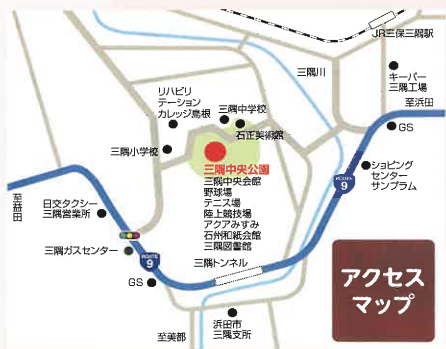 JR三保三隅駅
三隅川
キーパー
三隅工場
至浜田
リハビリ
テーション
カレッジ島根
三隅中学校
石正美術館
GS
三隅小学校
三隅中央公園
三隅中央会館
野球場
テニス場
陸上競技場
アクアみすみ
石州和紙会館
三隅図書館
ショピング
センター
サンプラム
ROUTE
9
至益田
日交タクシー
三隅営業所
三隅ガスセンター
ROUTE
9
三隅トンネル
GS
アクセス
マップ
浜田市
三隅支所
至美都